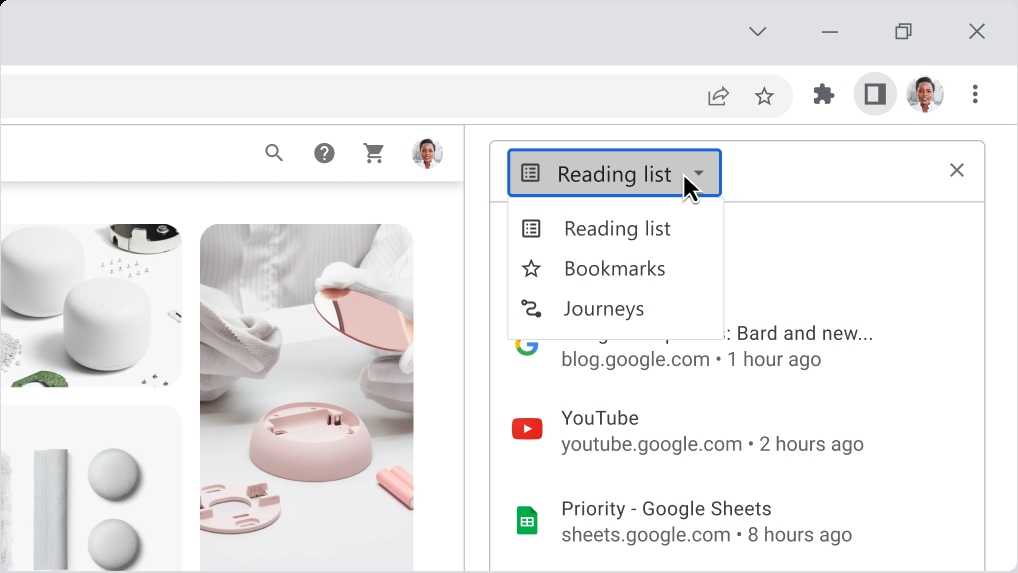 Reading list
Reading list
Bookmarks
Journeys
: Bard and new...
blog.google.com • 1 hour ago
YouTube
youtube.google.com • 2 hours ago
Priority - Google Sheets
sheets.google.com • 8 hours ago